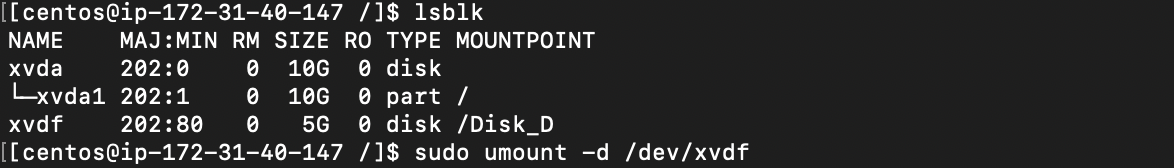 [[centos@ip-172-31-40-147 /]$ lsblk
NAME    MAJ:MIN RM SIZE RO TYPE MOUNTPOINT
xvda    202:0    0  10G  0 disk
└─xvda1 202:1    0  10G  0 part /
xvdf    202:80   0   5G  0 disk /Disk_D
[[centos@ip-172-31-40-147 /]$ sudo umount -d /dev/xvdf